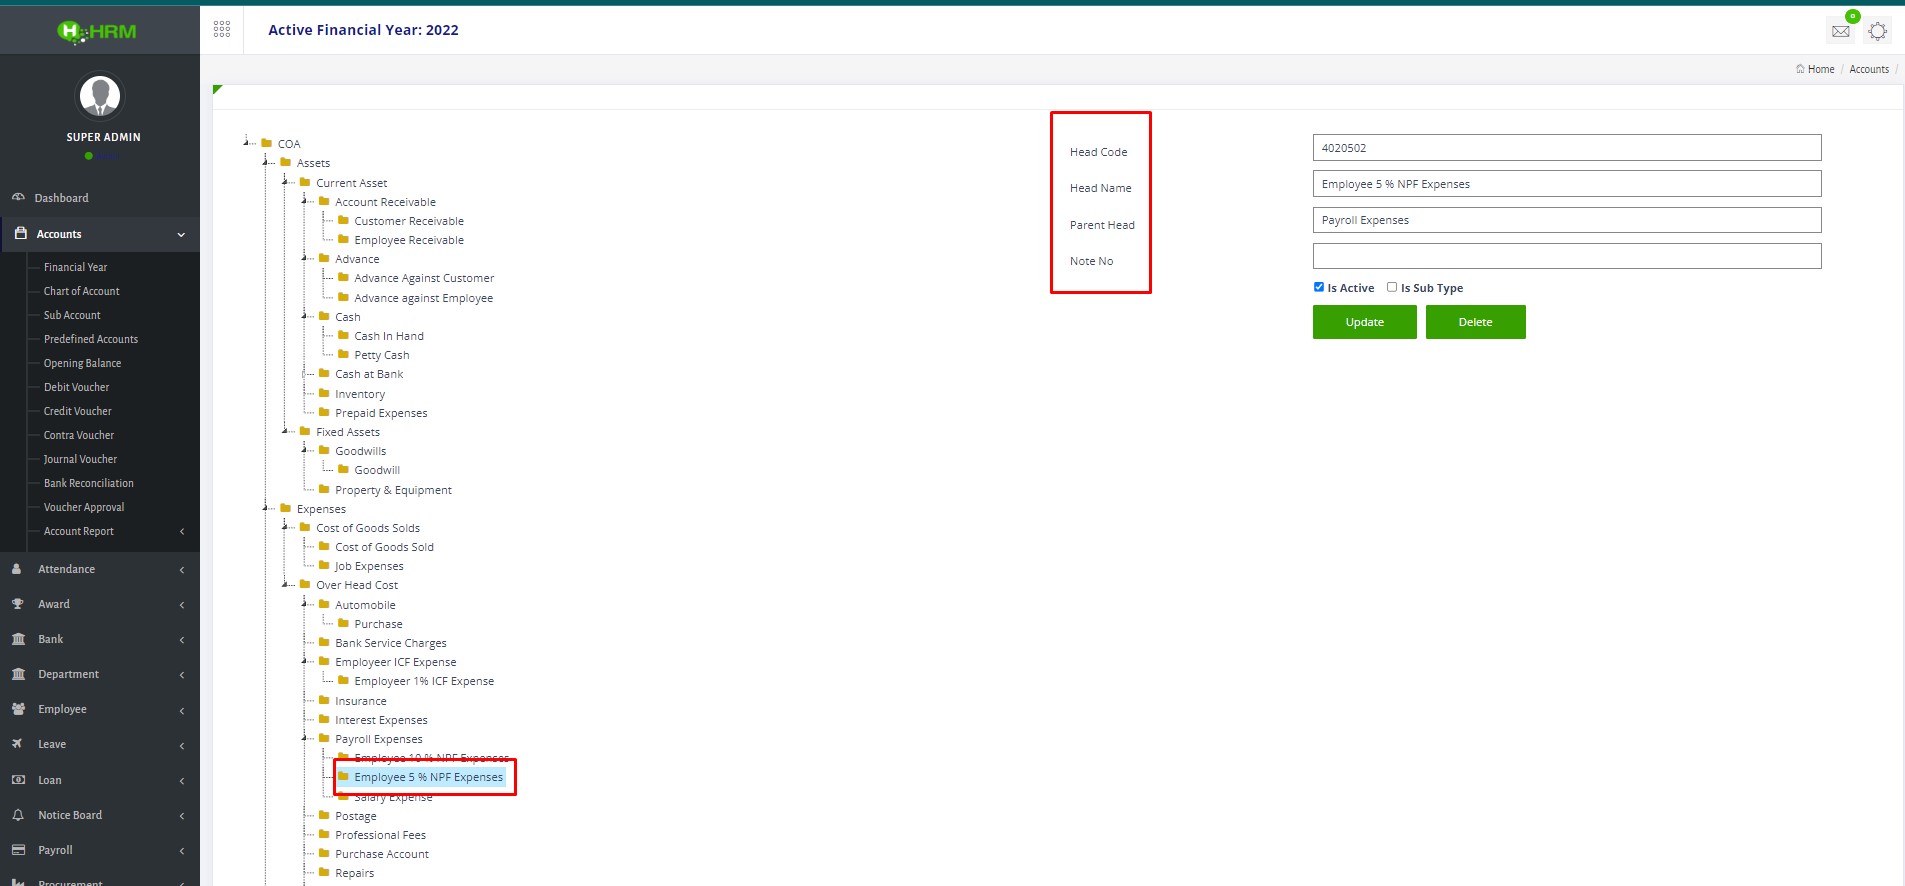 HRM
Active Financial Year: 2022
0
Home / Accounts /
SUPER ADMIN
Dashboard
Accounts
Financial Year
Chart of Account
Sub Account
Predefined Accounts
Opening Balance
Debit Voucher
Credit Voucher
Contra Voucher
Journal Voucher
Bank Reconciliation
Voucher Approval
Account Report
Attendance
Award
Bank
Department
Employee
Leave
Loan
Notice Board
Payroll
Procurement
COA
Assets
Current Asset
Account Receivable
Customer Receivable
Employee Receivable
Advance
Advance Against Customer
Advance against Employee
Cash
Cash In Hand
Petty Cash
Cash at Bank
Inventory
Prepaid Expenses
Fixed Assets
Goodwills
Goodwill
Property & Equipment
Expenses
Cost of Goods Solds
Cost of Goods Sold
Job Expenses
Over Head Cost
Automobile
Purchase
Bank Service Charges
Employeer ICF Expense
Employeer 1% ICF Expense
Insurance
Interest Expenses
Payroll Expenses
Employee 10 % NPF Expenses
Employee 5 % NPF Expenses
Salary Expense
Postage
Professional Fees
Purchase Account
Repairs
Head Code 4020502
Head Name Employee 5 % NPF Expenses
Parent Head Payroll Expenses
Note No
Is Active Is Sub Type
Update Delete